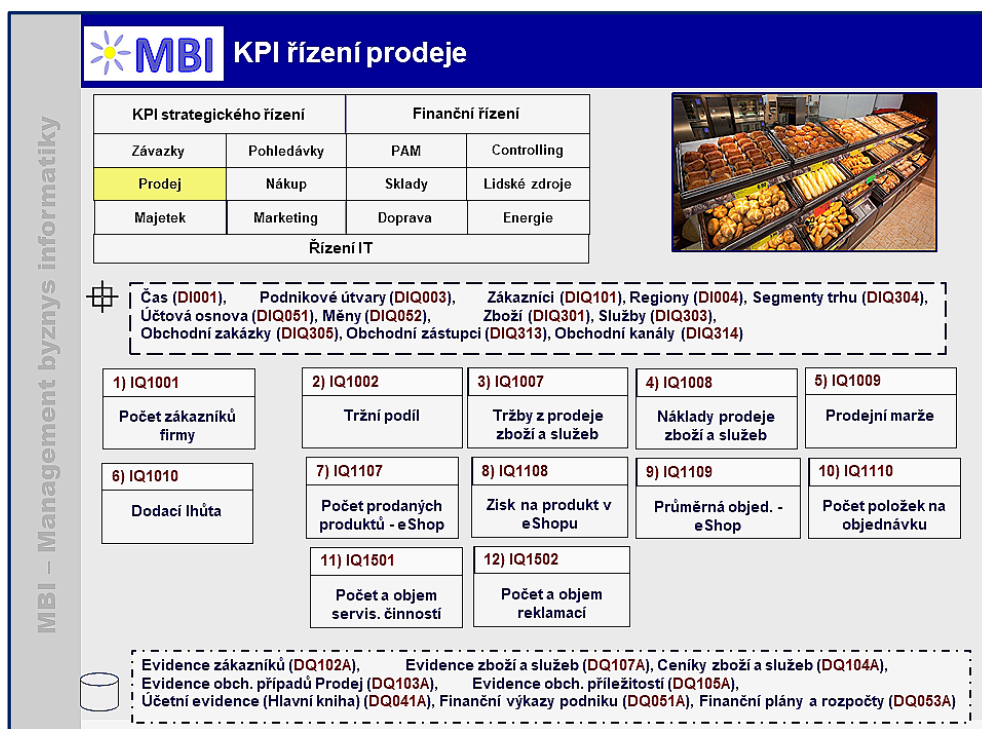 MBI KPI řízení prodeje
MBI – Management byznys informatiky
KPI strategického řízení Finanční řízení
Závazky Pohledávky PAM Controlling
Prodej Nákup Sklady Lidské zdroje
Majetek Marketing Doprava Energie
Řízení IT
Čas (DI001), Podnikové útvary (DIQ003), Zákazníci (DIQ101), Regiony (DI004), Segmenty trhu (DIQ304),
Účtová osnova (DIQ051), Měny (DIQ052), Zboží (DIQ301), Služby (DIQ303),
Obchodní zakázky (DIQ305), Obchodní zástupci (DIQ313), Obchodní kanály (DIQ314)
1) IQ1001
Počet zákazníků
firmy
2) IQ1002
Tržní podíl
3) IQ1007
Tržby z prodeje
zboží a služeb
4) IQ1008
Náklady prodeje
zboží a služeb
5) IQ1009
Prodejní marže
6) IQ1010
Dodací lhůta
7) IQ1107
Počet prodaných
produktů - eShop
8) IQ1108
Zisk na produkt v
eShopu
9) IQ1109
Průměrná objed. -
eShop
10) IQ1110
Počet položek na
objednávku
11) IQ1501
Počet a objem
servis. činností
12) IQ1502
Počet a objem
reklamací
Evidence zákazníků (DQ102A), Evidence zboží a služeb (DQ107A), Ceníky zboží a služeb (DQ104A),
Evidence obch. případů Prodej (DQ103A), Evidence obch. příležitostí (DQ105A),
Účetní evidence (Hlavní kniha) (DQ041A), Finanční výkazy podniku (DQ051A), Finanční plány a rozpočty (DQ053A)